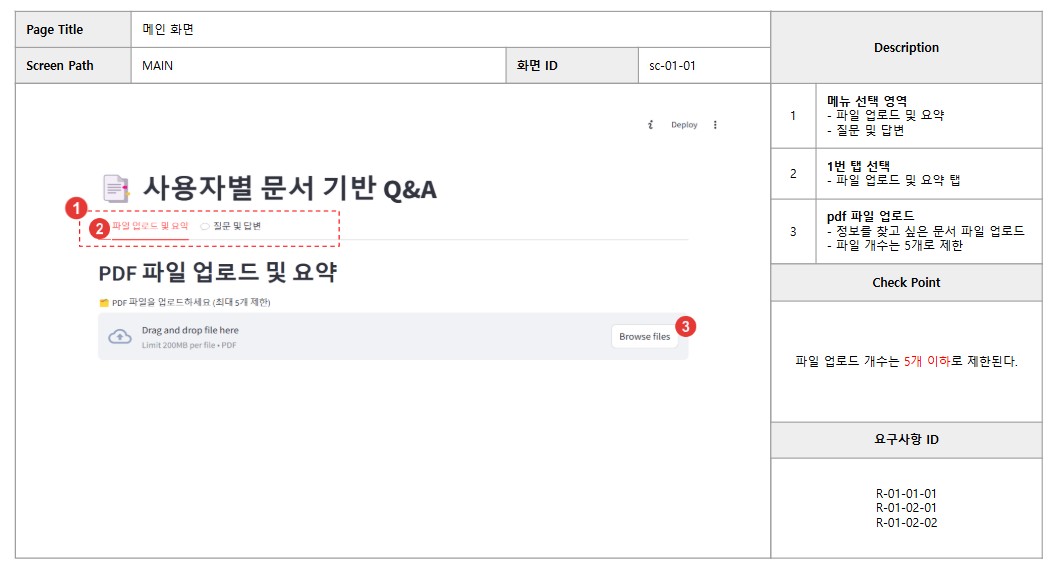 Page Title
메인 화면
Description
Screen Path
MAIN
화면 ID
sc-01-01
Deploy
사용자별 문서 기반 Q&A
1
2
파일 업로드 및 요약
질문 및 답변
PDF 파일 업로드 및 요약
PDF 파일을 업로드하세요 (최대 5개 제한)
Drag and drop file here
Limit 200MB per file • PDF
Browse files
3
1
메뉴 선택 영역
- 파일 업로드 및 요약
- 질문 및 답변
2
1번 탭 선택
- 파일 업로드 및 요약 탭
3
pdf 파일 업로드
- 정보를 찾고 싶은 문서 파일 업로드
- 파일 개수는 5개로 제한
Check Point
파일 업로드 개수는 5개 이하로 제한된다.
요구사항 ID
R-01-01-01
R-01-02-01
R-01-02-02